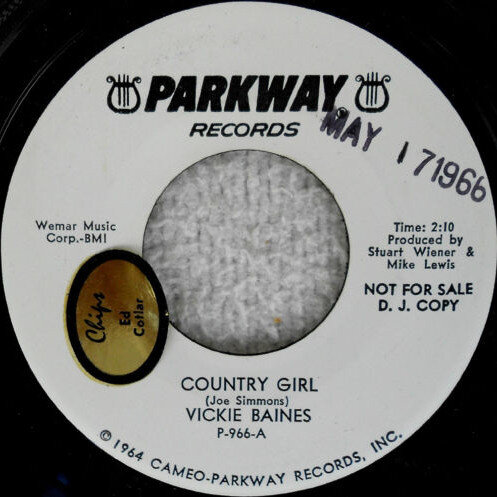 PARKWAY
RECORDS
MAY 17 1966
Wemar Music
Corp.-BMI
Time: 2:10
Produced by
Stuart Wiener &
Mike Lewis
NOT FOR SALE
D. J. COPY
Chips
Ed
Cotlar
COUNTRY GIRL
(Joe Simmons)
VICKIE BAINES
P-966-A
© 1964 CAMEO-PARKWAY RECORDS, INC.